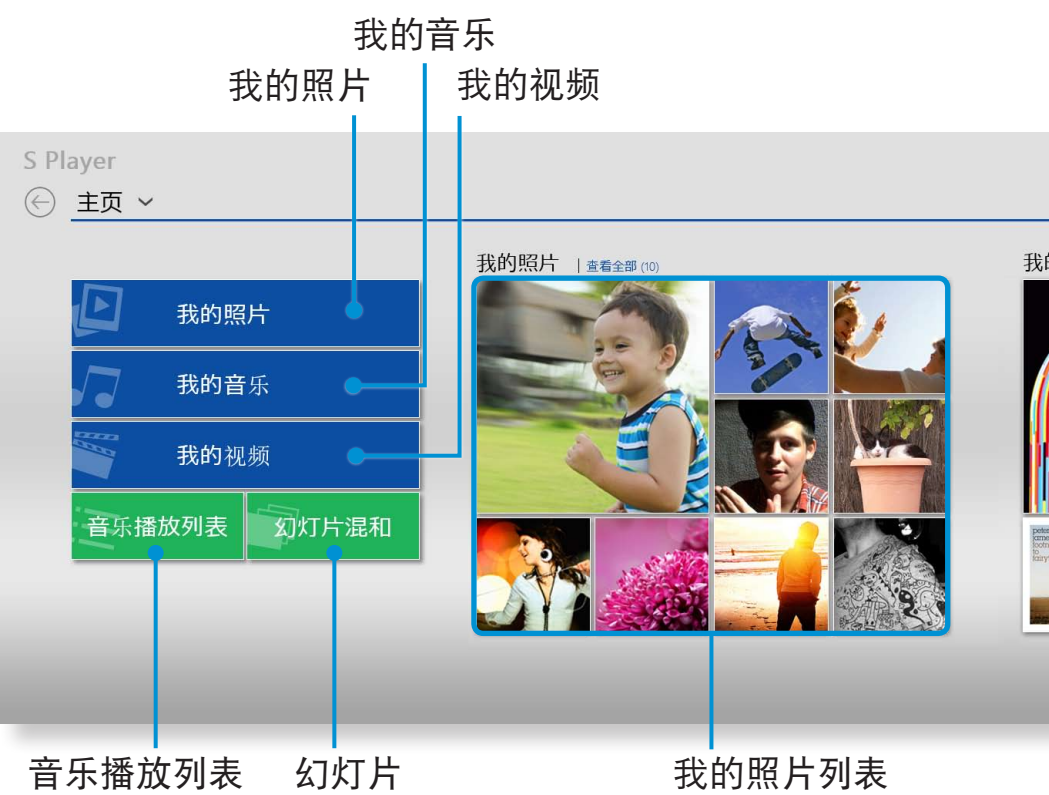 我的音乐
我的照片
我的视频
S Player
主页
我的照片 | 查看全部 (10)
我的照片
我的音乐
我的视频
音乐播放列表
幻灯片混和
音乐播放列表
幻灯片
我的照片列表